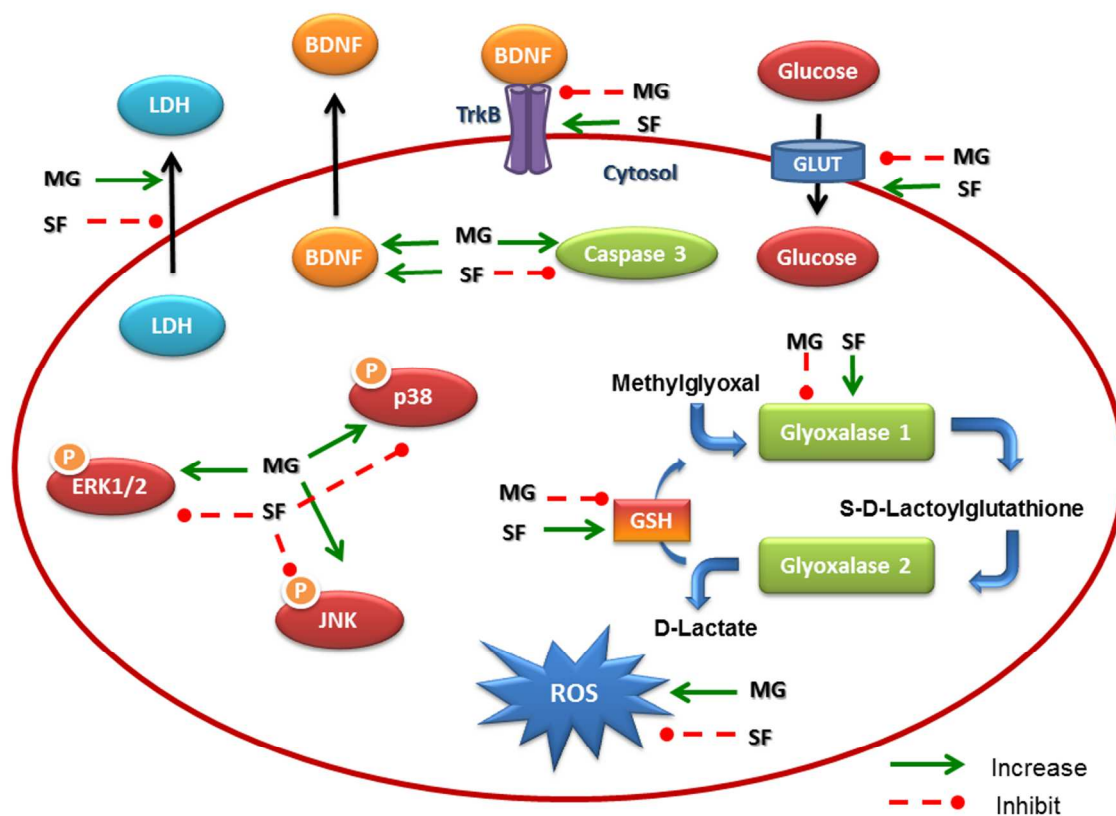 BDNF
BDNF
Glucose
LDH
MG
TrkB
SF
Cytosol
GLUT
MG
SF
MG
SF
BDNF
MG
SF
Caspase 3
Glucose
LDH
P
p38
MG SF
Methylglyoxal
Glyoxalase 1
P
ERK1/2
MG
SF
MG
SF
GSH
S-D-Lactoylglutathione
Glyoxalase 2
P
JNK
D-Lactate
ROS
MG
SF
Increase
Inhibit